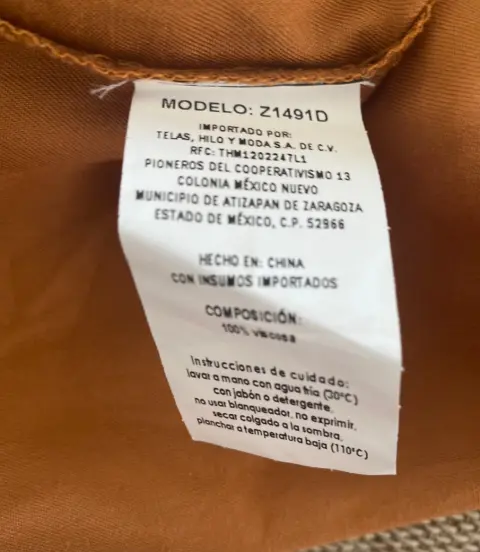 MODELO: Z1491D
IMPORTADO POR:
TELAS, HILO Y MODA S.A. DE C.V.
RFC: THM1202247L1
PIONEROS DEL COOPERATIVISMO 13
COLONIA MÉXICO NUEVO
MUNICIPIO DE ATIZAPAN DE ZARAGOZA
ESTADO DE MÉXICO, C.P. 52966
HECHO EN: CHINA
CON INSUMOS IMPORTADOS
COMPOSICIÓN:
100% viscosa
Instrucciones de cuidado:
lavar a mano con agua fría (30°C)
con jabón o detergente,
no usar blanqueador, no exprimir,
secar colgado a la sombra,
planchar a temperatura baja (110°C)